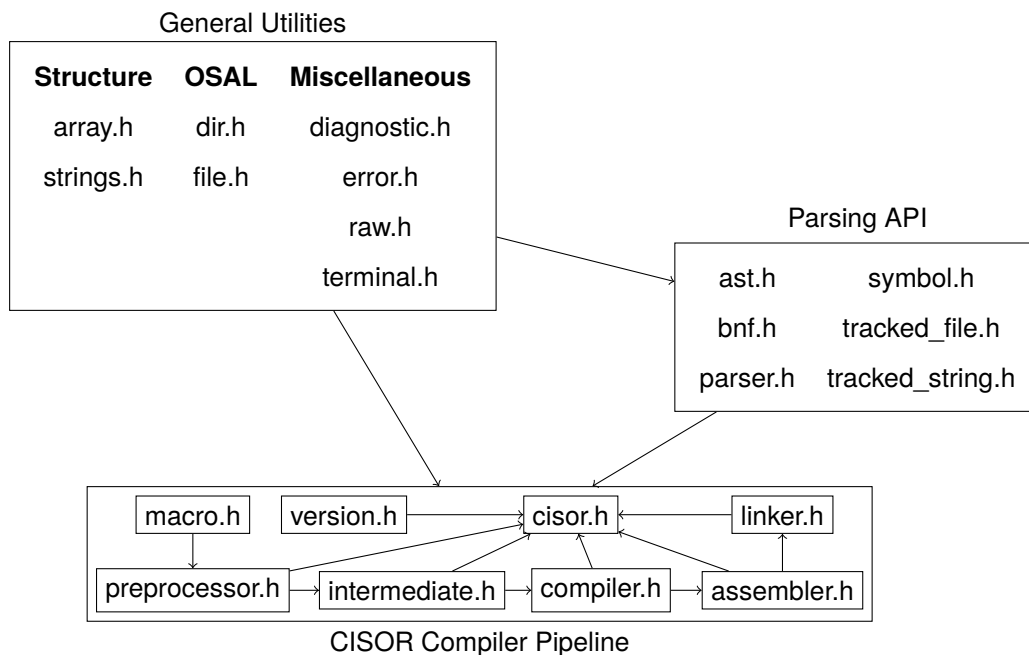 General Utilities
Structure OSAL Miscellaneous
array.h dir.h diagnostic.h
strings.h file.h error.h
raw.h
terminal.h
Parsing API
ast.h symbol.h
bnf.h tracked_file.h
parser.h tracked_string.h
macro.h version.h cisor.h linker.h
preprocessor.h intermediate.h compiler.h assembler.h
CISOR Compiler Pipeline